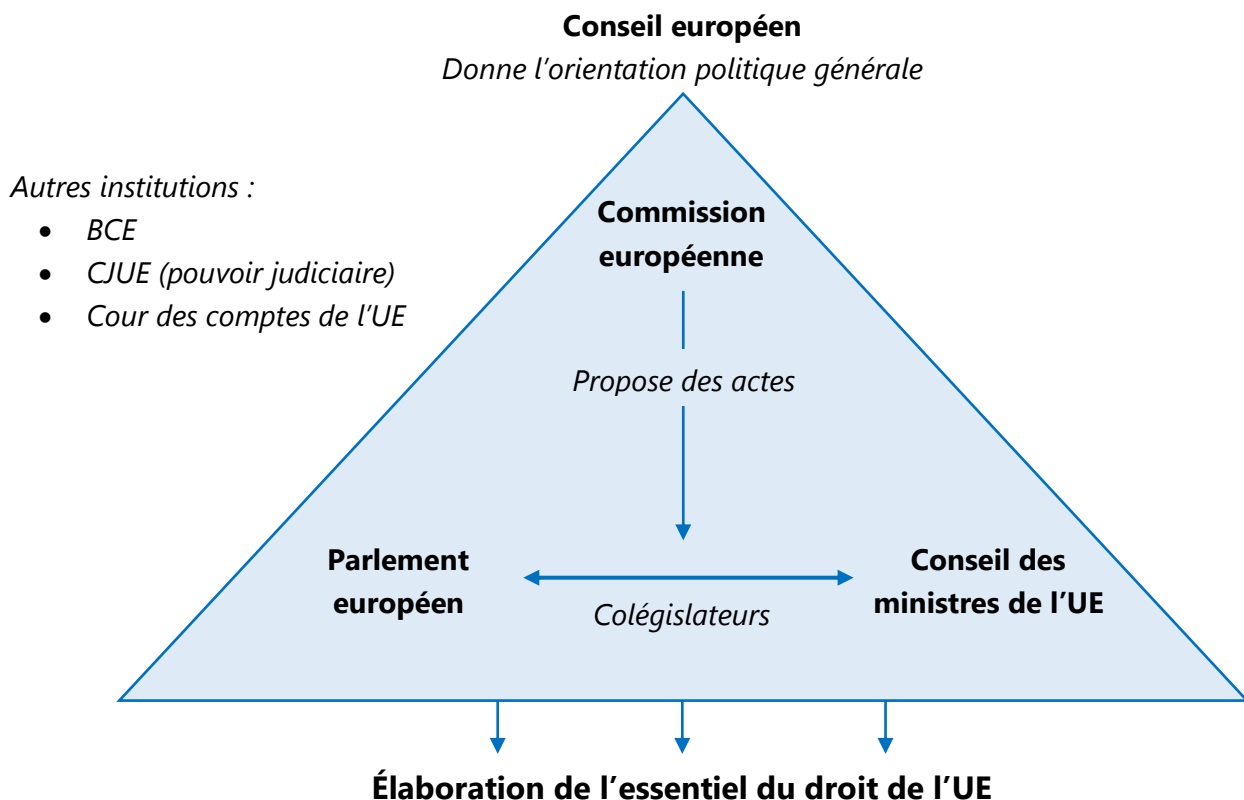 Conseil européen
Donne l’orientation politique générale
Autres institutions :
• BCE
• CJUE (pouvoir judiciaire)
• Cour des comptes de l’UE
Commission
européenne
Propose des actes
Parlement
européen
Colégislateurs
Conseil des
ministres de l’UE
Élaboration de l’essentiel du droit de l’UE